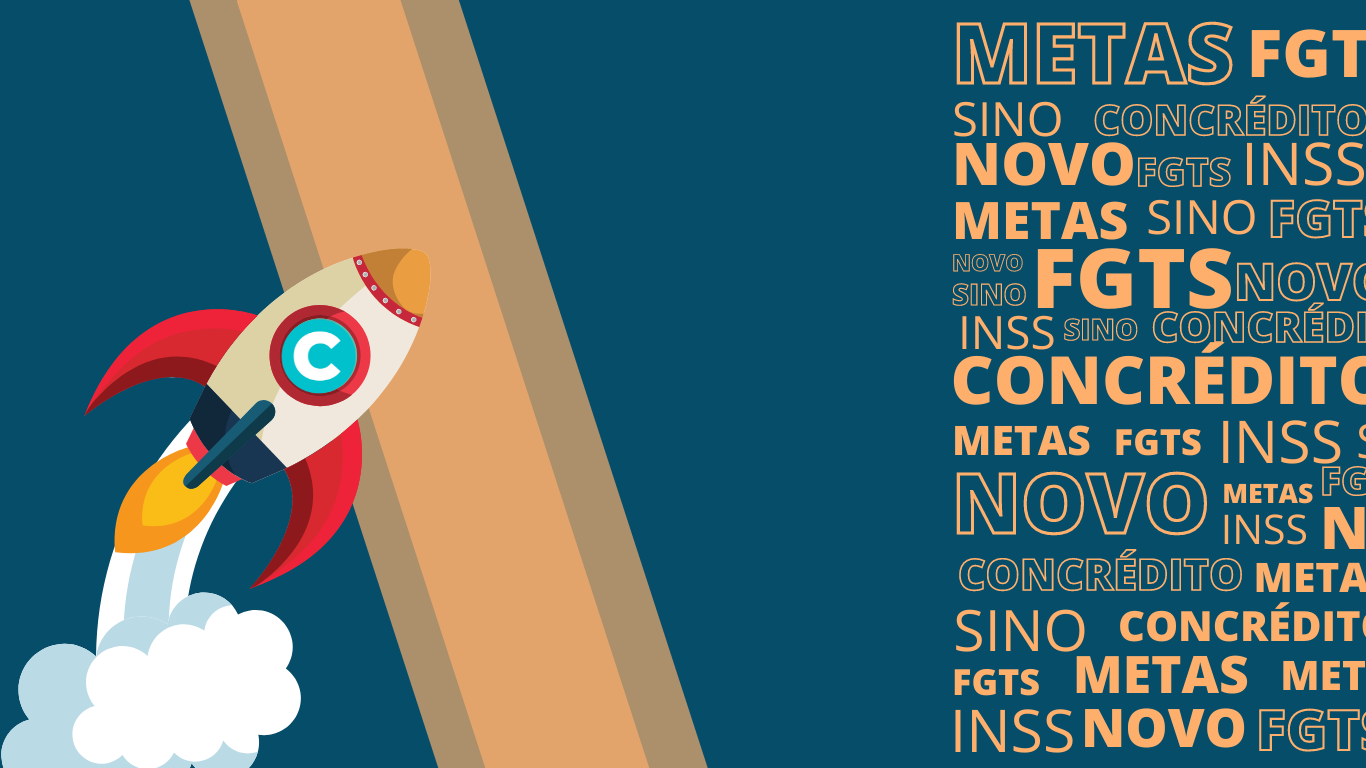 METAS FGT
SINO CONCRÉDITO
NOVO FGTS INSS
METAS SINO FGTS
NOVO
SINO FGTS NOVO
INSS SINO CONCRÉDI
C
CONCRÉDITO
METAS FGTS INSS S
NOVO METAS FG
INSS N
CONCRÉDITO META
SINO CONCRÉDITO
FGTS METAS MET
INSS NOVO FGTS